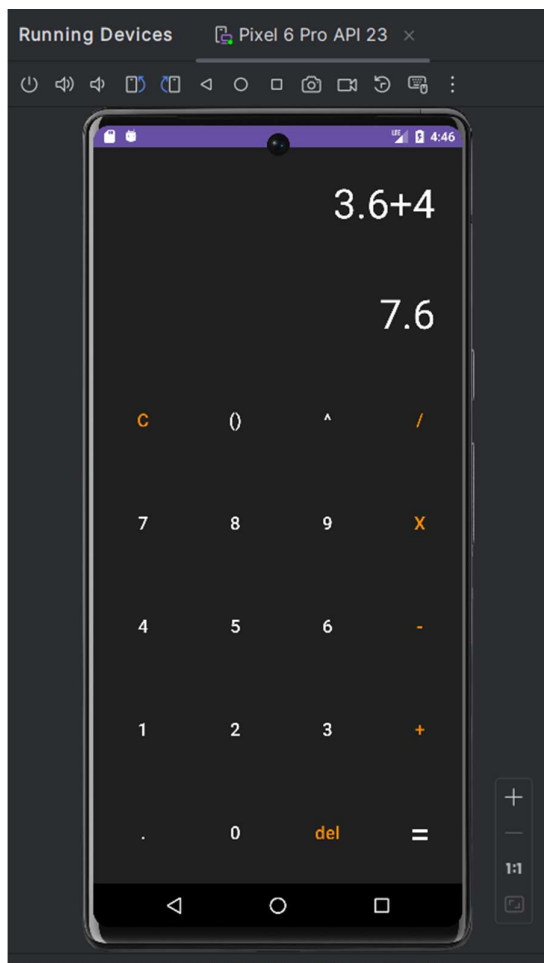 Running Devices Pixel 6 Pro API 23
LTE 4:46
3.6+4
7.6
C () ^ /
7 8 9 X
4 5 6 -
1 2 3 +
. 0 del =
1:1